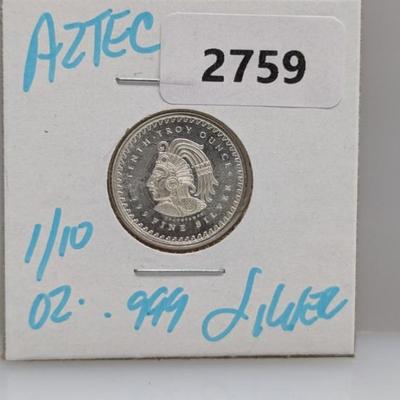 AZTEC
2759
TENTH TROY OUNCE
.999 FINE SILVER
1/10
OZ. .999 SILVER